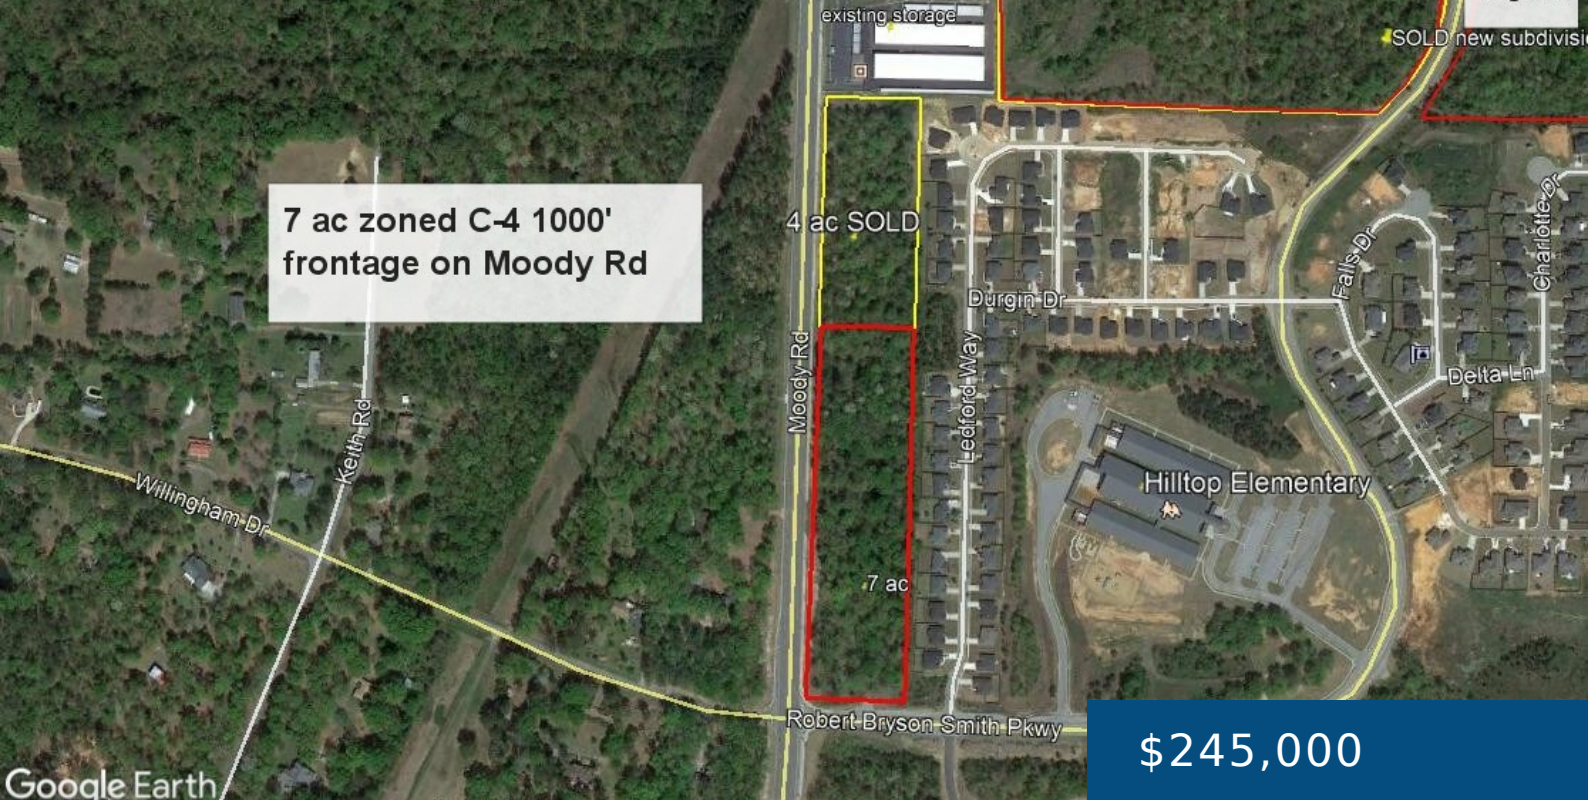 existing storage
SOLD new subdivisi
7 ac zoned C-4 1000'
frontage on Moody Rd
4 ac SOLD
Durgin Dr
Falls Dr
Charlotte Dr
Moody Rd
Ledford Way
Delta Ln
Keith Rd
Willingham Dr
Hilltop Elementary
7 ac
Robert Bryson Smith Pkwy
$245,000
Google Earth